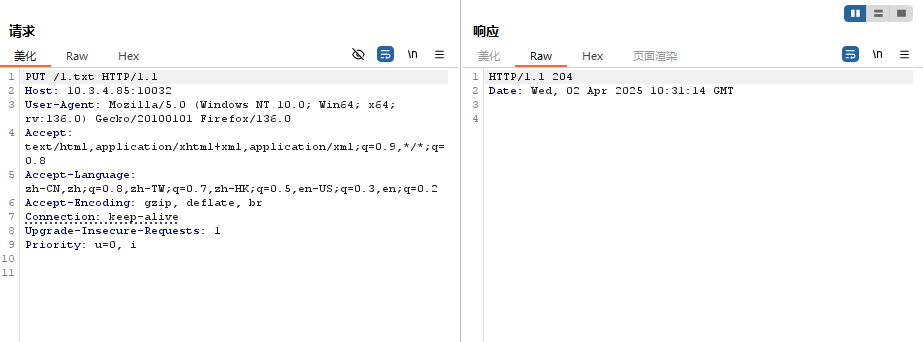 请求
美化 Raw Hex \n
1 PUT /1.txt HTTP/1.1
2 Host: 10.3.4.85:10032
3 User-Agent: Mozilla/5.0 (Windows NT 10.0; Win64; x64;
rv:136.0) Gecko/20100101 Firefox/136.0
4 Accept:
text/html,application/xhtml+xml,application/xml;q=0.9,*/*;q=
0.8
5 Accept-Language:
zh-CN,zh;q=0.8,zh-TW;q=0.7,zh-HK;q=0.5,en-US;q=0.3,en;q=0.2
6 Accept-Encoding: gzip, deflate, br
7 Connection: keep-alive
8 Upgrade-Insecure-Requests: 1
9 Priority: u=0, i
10
11
响应
美化 Raw Hex 页面渲染 \n
1 HTTP/1.1 204
2 Date: Wed, 02 Apr 2025 10:31:14 GMT
3
4